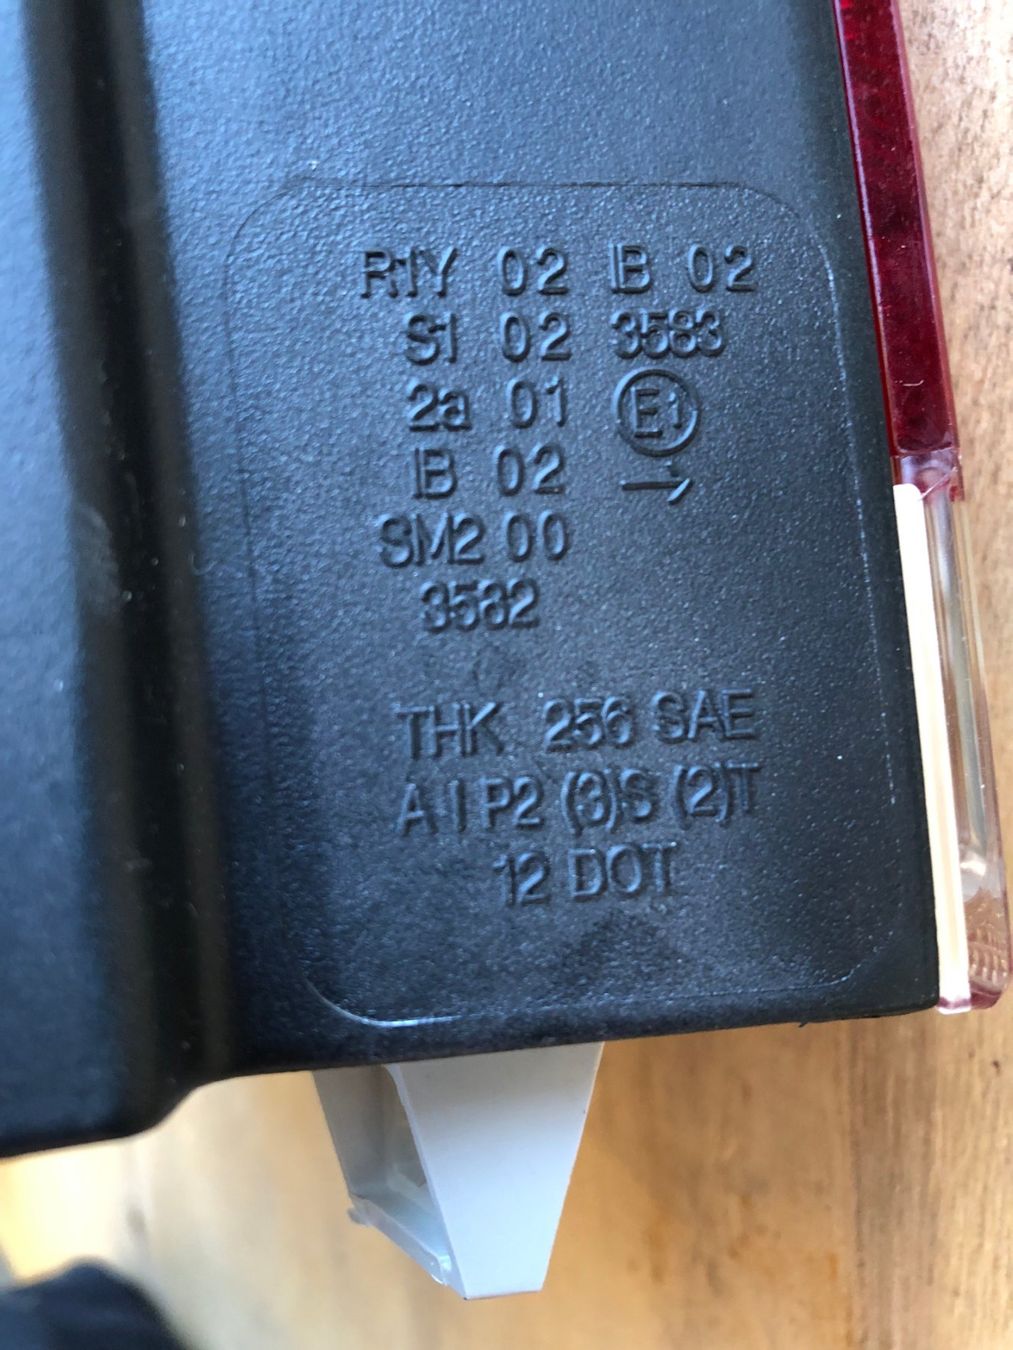 R1Y 02 IB 02
S1 02 3583
2a 01 E1
IB 02 →
SM2 00
3582
THK 256 SAE
A I P2 (3)S (2)T
12 DOT